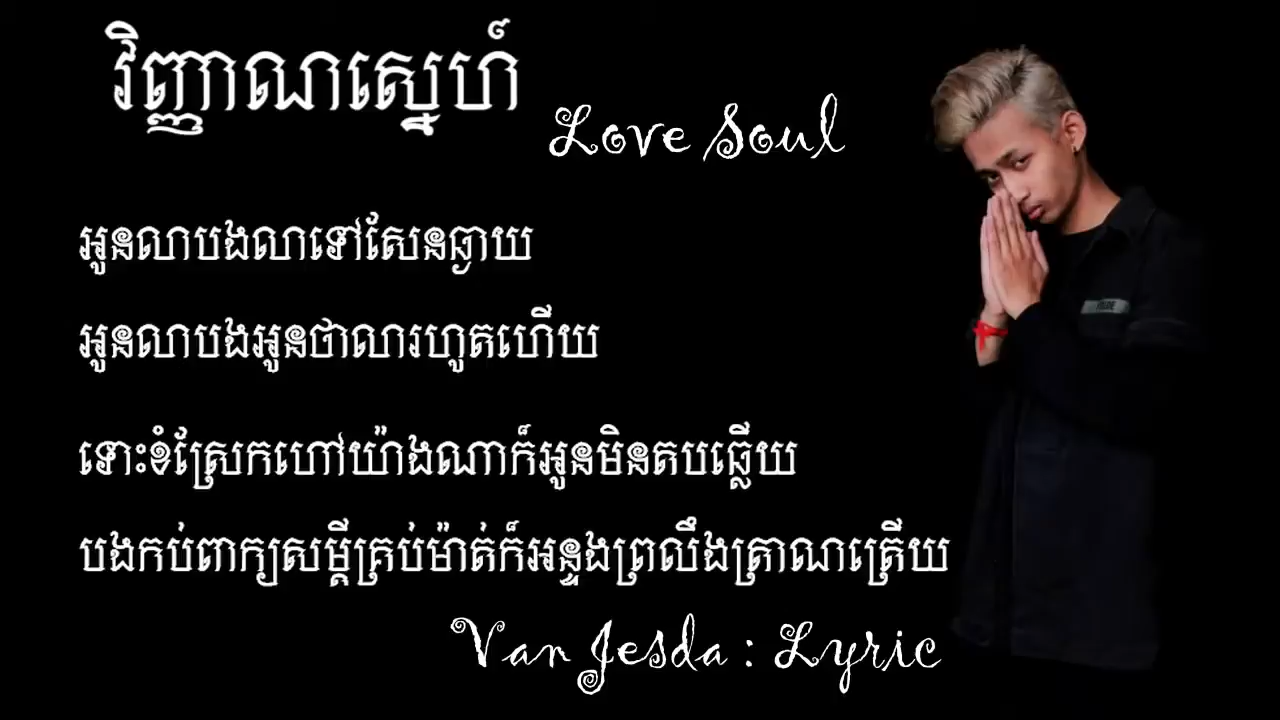 វិញ្ញាណស្នេហ៍
Love Soul
អូនលាបងលាទៅសែនឆ្ងាយ
អូនលាបងអូនថាលារហូតហើយ
ទោះខំស្រែកហៅយ៉ាងណាក៏អូនមិនតបឆ្លើយ
បងកប់ពាក្យសម្ដីគ្រប់ម៉ាត់ក៏អន្ទងព្រលឹងត្រាណត្រើយ
Van Jesda : Lyric